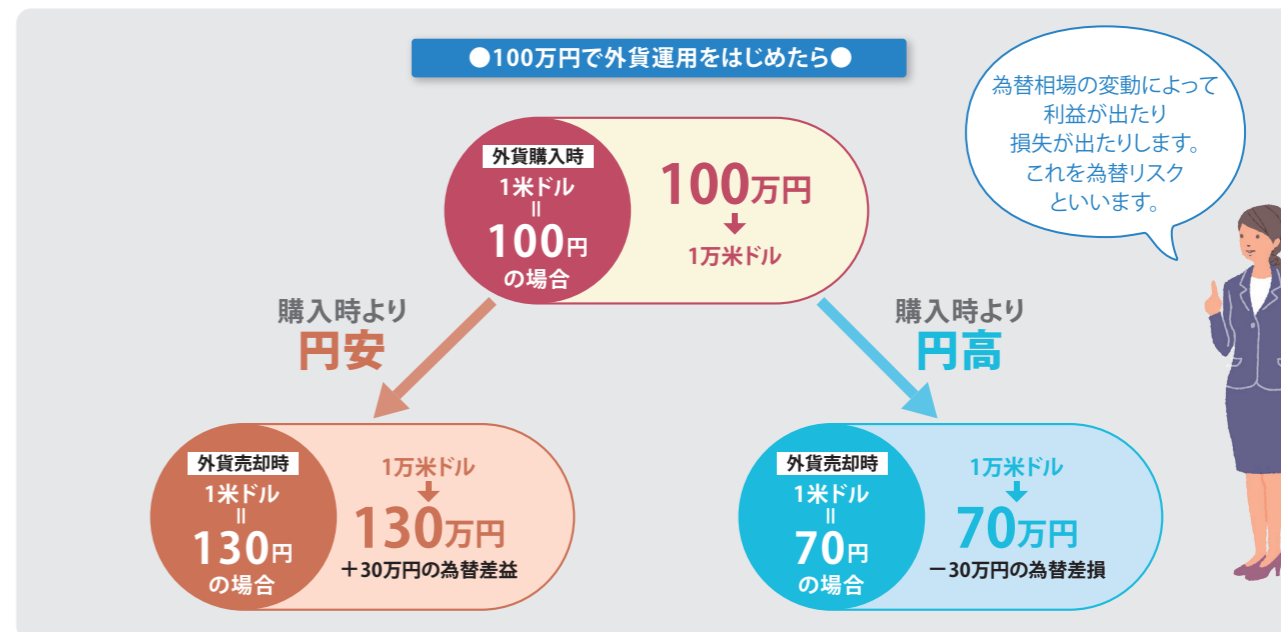 ●100万円で外貨運用をはじめたら●
為替相場の変動によって
利益が出たり
損失が出たりします。
これを為替リスク
といいます。
外貨購入時
1米ドル
=
100円
の場合
100万円
1万米ドル
購入時より
円安
購入時より
円高
外貨売却時
1米ドル
=
130円
の場合
1万米ドル
130万円
+30万円の為替差益
外貨売却時
1米ドル
=
70円
の場合
1万米ドル
70万円
-30万円の為替差損